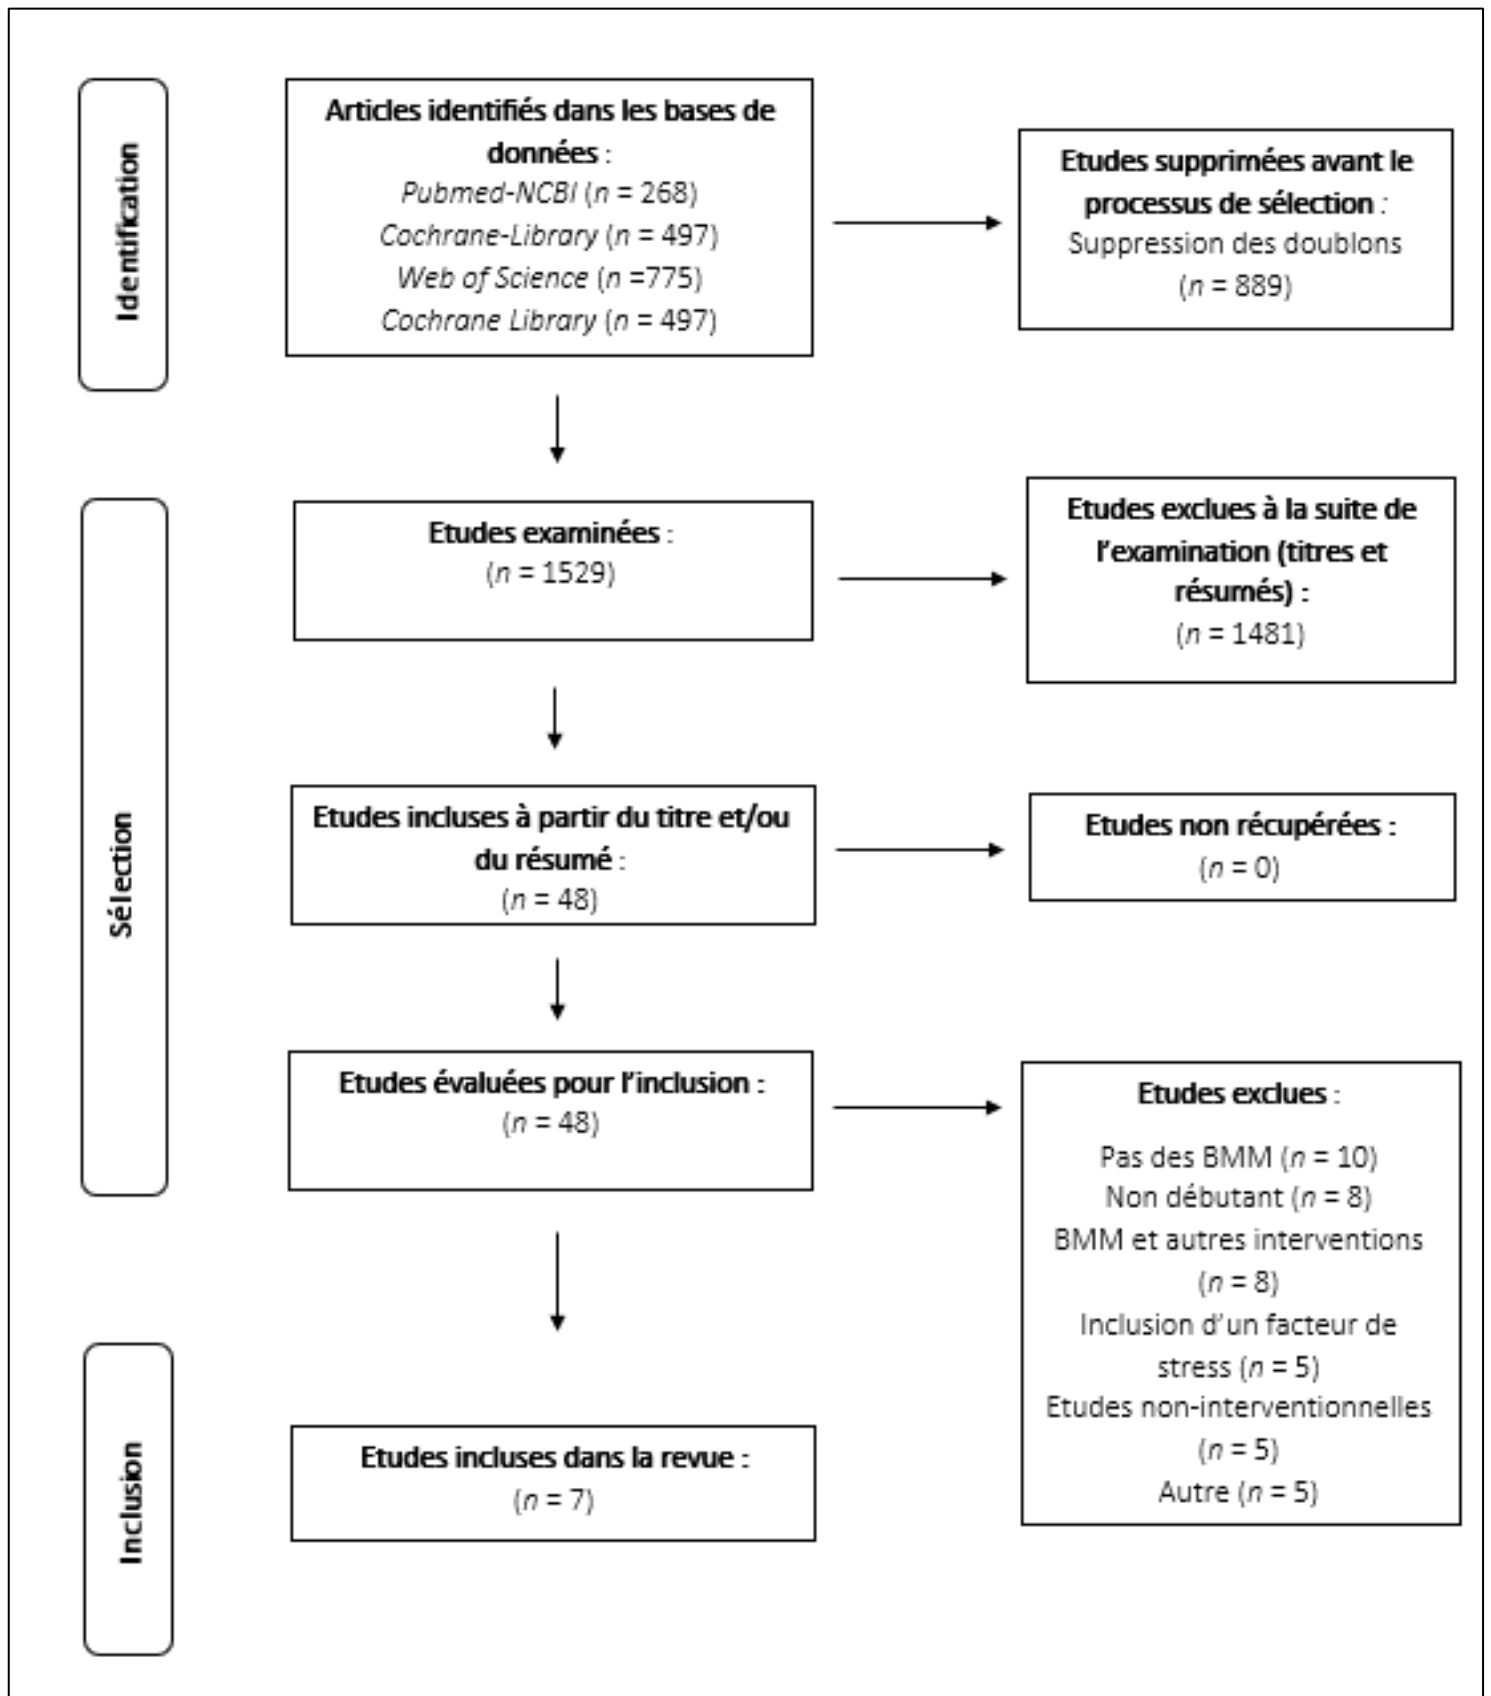 Identification
Articles identifiés dans les bases de
données :
Pubmed-NCBI (n = 268)
Cochrane-Library (n = 497)
Web of Science (n =775)
Cochrane Library (n = 497)
Etudes supprimées avant le
processus de sélection :
Suppression des doublons
(n = 889)
Sélection
Etudes examinées :
(n = 1529)
Etudes exclues à la suite de
l'examination (titres et
résumés) :
(n = 1481)
Etudes incluses à partir du titre et/ou
du résumé :
(n = 48)
Etudes non récupérées :
(n = 0)
Etudes évaluées pour l'inclusion :
(n = 48)
Etudes exclues :
Pas des BMM (n = 10)
Non débutant (n = 8)
BMM et autres interventions
(n = 8)
Inclusion d'un facteur de
stress (n = 5)
Etudes non-interventionnelles
(n = 5)
Autre (n = 5)
Inclusion
Etudes incluses dans la revue :
(n = 7)